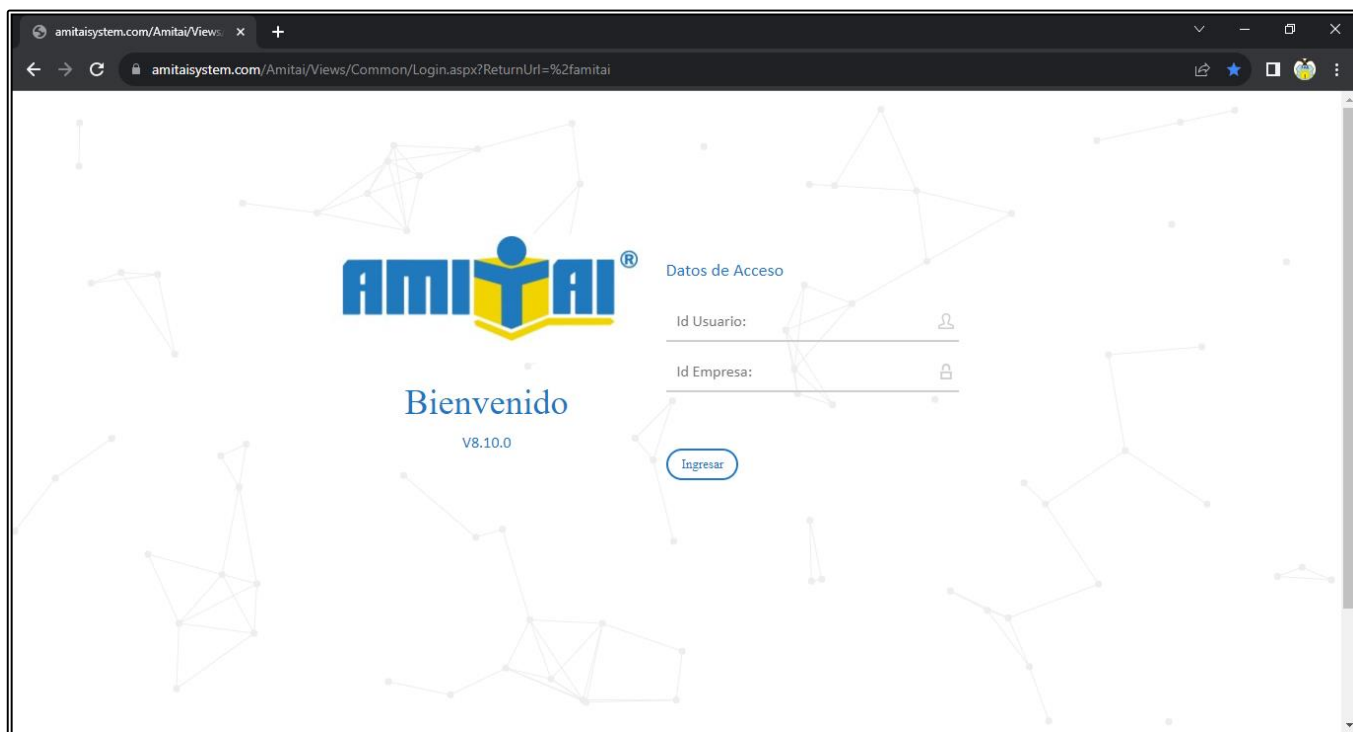 amitaisystem.com/Amitai/Views
amitaisystem.com/Amitai/Views/Common/Login.aspx?ReturnUrl=%2famitai
AMITAI®
Bienvenido
V8.10.0
Datos de Acceso
Id Usuario:
Id Empresa:
Ingresar